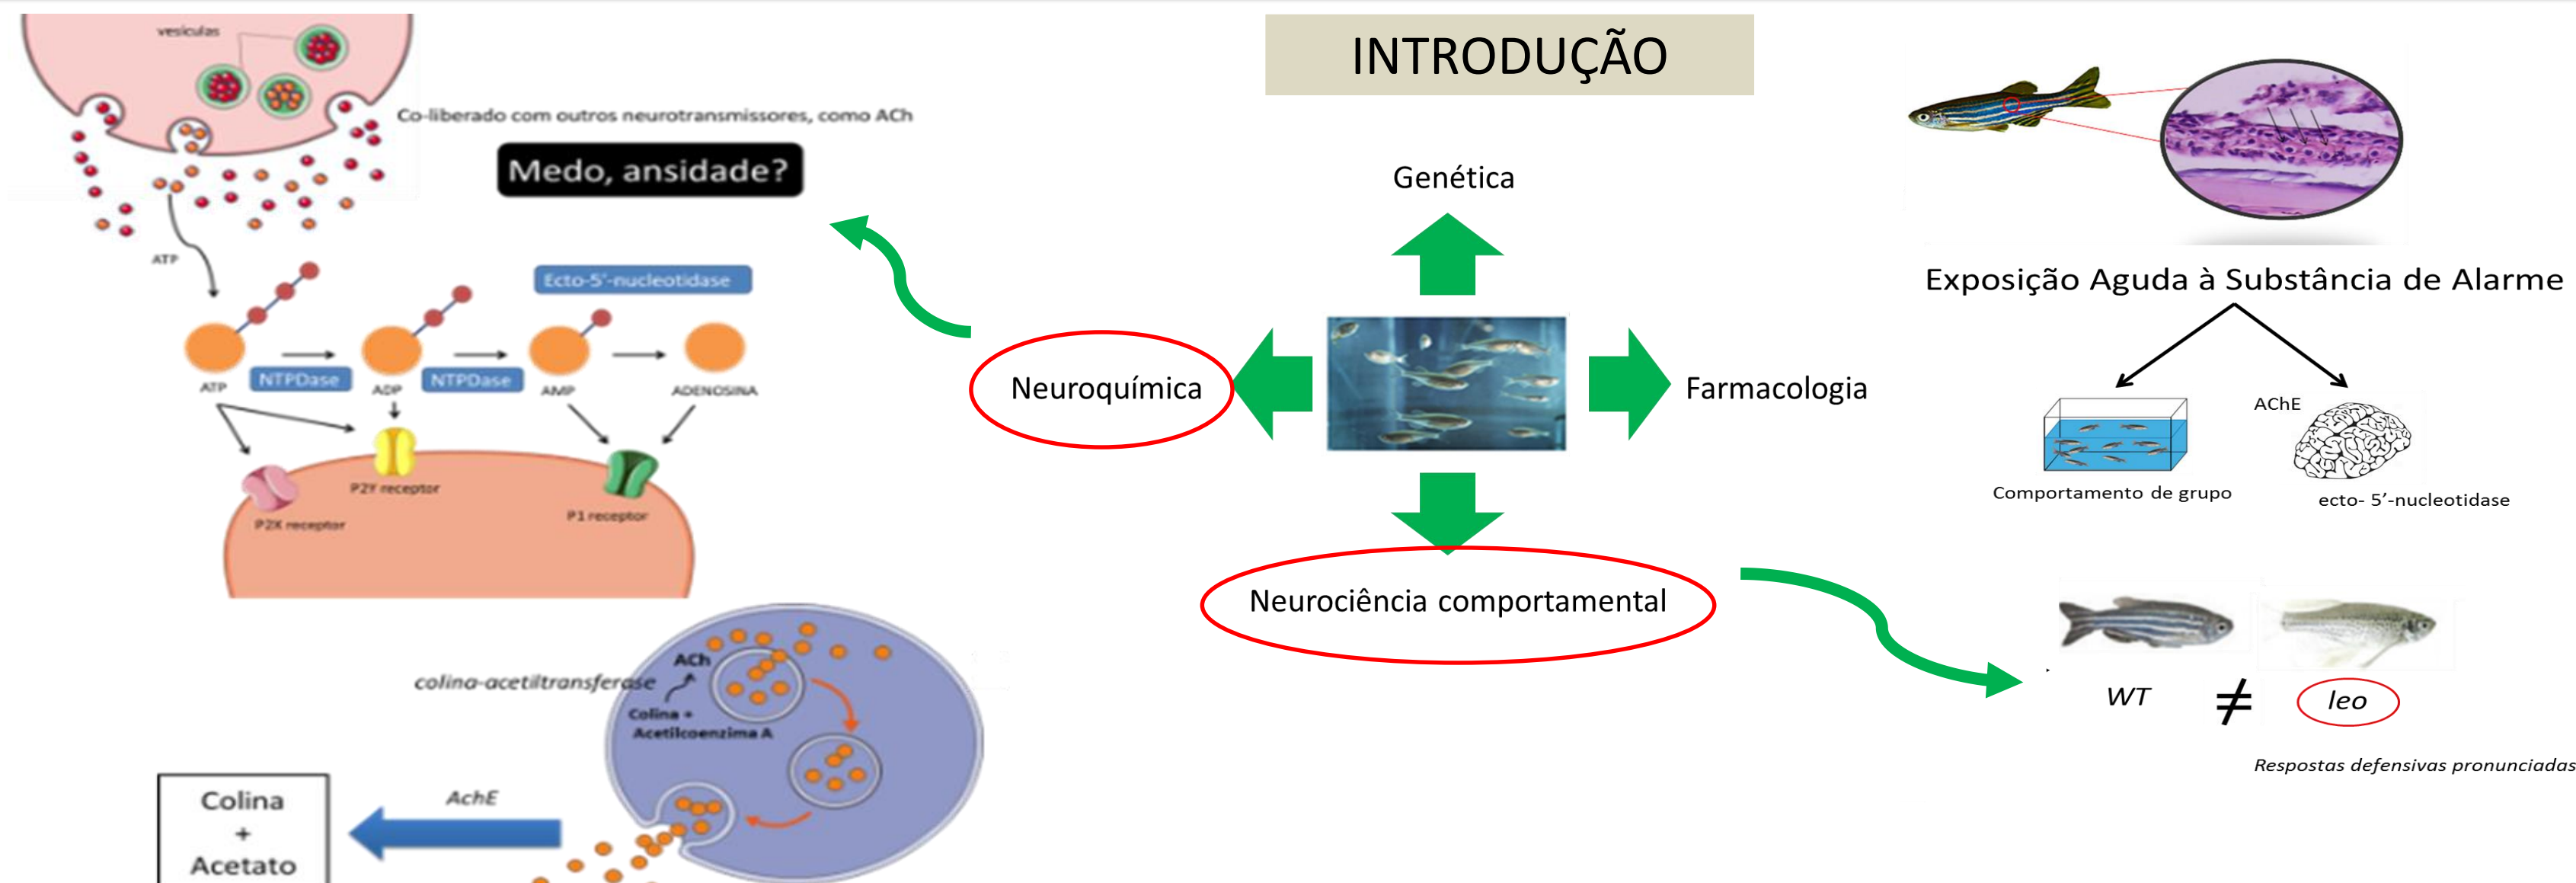 INTRODUÇÃO
vesículas
Co-liberado com outros neurotransmissores, como ACh
Medo, ansidade?
ATP
Ecto-5'-nucleotidase
ATP
NTPDase
ADP
NTPDase
AMP
ADENOSINA
P2Y receptor
P2X receptor
P1 receptor
colina-acetiltransferase
ACh
Colina +
Acetilcoenzima A
AchE
Colina
+
Acetato
Genética
Neuroquímica
Farmacologia
Neurociência comportamental
Exposição Aguda à Substância de Alarme
AChE
Comportamento de grupo
ecto- 5’-nucleotidase
WT
≠
leo
Respostas defensivas pronunciadas